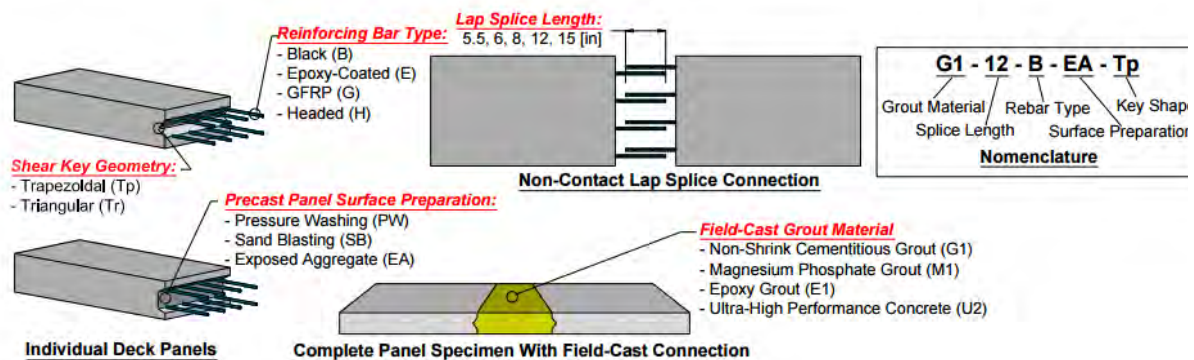 Reinforcing Bar Type:
- Black (B)
- Epoxy-Coated (E)
- GFRP (G)
- Headed (H)
Lap Splice Length:
5.5, 6, 8, 12, 15 [in]
Shear Key Geometry:
- Trapezoldal (Tp)
- Triangular (Tr)
Non-Contact Lap Splice Connection
G1 - 12 - B - EA - Tp
Grout Material
Rebar Type
Key Shape
Splice Length
Surface Preparation
Nomenclature
Precast Panel Surface Preparation:
- Pressure Washing (PW)
- Sand Blasting (SB)
- Exposed Aggregate (EA)
Field-Cast Grout Material
- Non-Shrink Cementitious Grout (G1)
- Magnesium Phosphate Grout (M1)
- Epoxy Grout (E1)
- Ultra-High Performance Concrete (U2)
Individual Deck Panels
Complete Panel Specimen With Field-Cast Connection